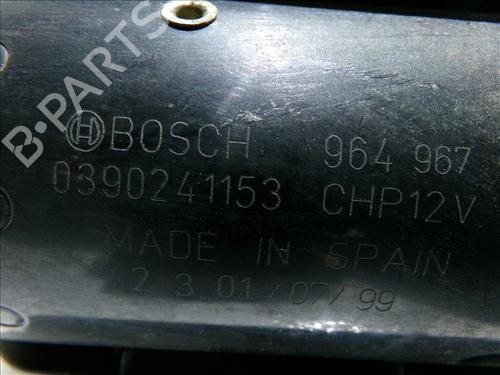 B-PARTS
BOSCH 964 967
0390241153 CHP12V
MADE IN SPAIN
2 3 01/07/99